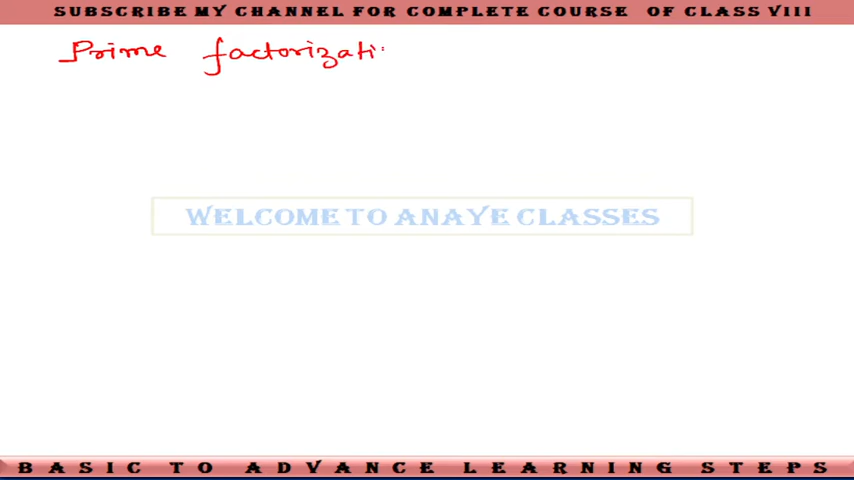 SUBSCRIBE MY CHANNEL FOR COMPLETE COURSE OF CLASS VIII
Prime factorizati
WELCOME TO ANAYE CLASSES
BASIC TO ADVANCE LEARNING STEPS